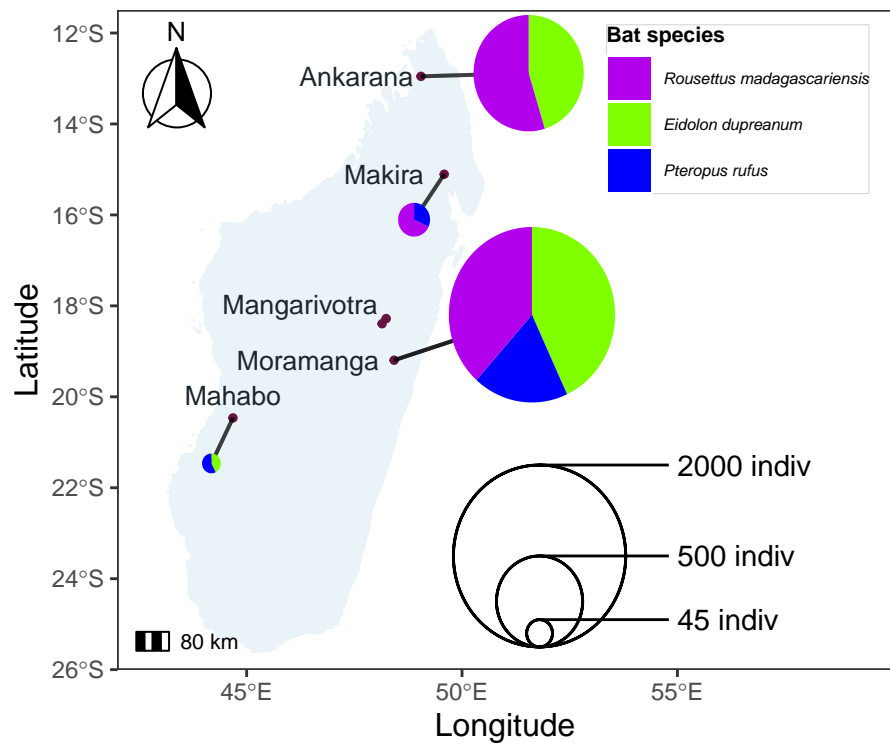 N
Bat species
Rousettus madagascariensis
Eidolon dupreanum
Pteropus rufus
Ankarana
Makira
Mangarivotra
Moramanga
Mahabo
2000 indiv
500 indiv
45 indiv
80 km
12°S
14°S
16°S
18°S
20°S
22°S
24°S
26°S
Latitude
45°E
50°E
55°E
Longitude